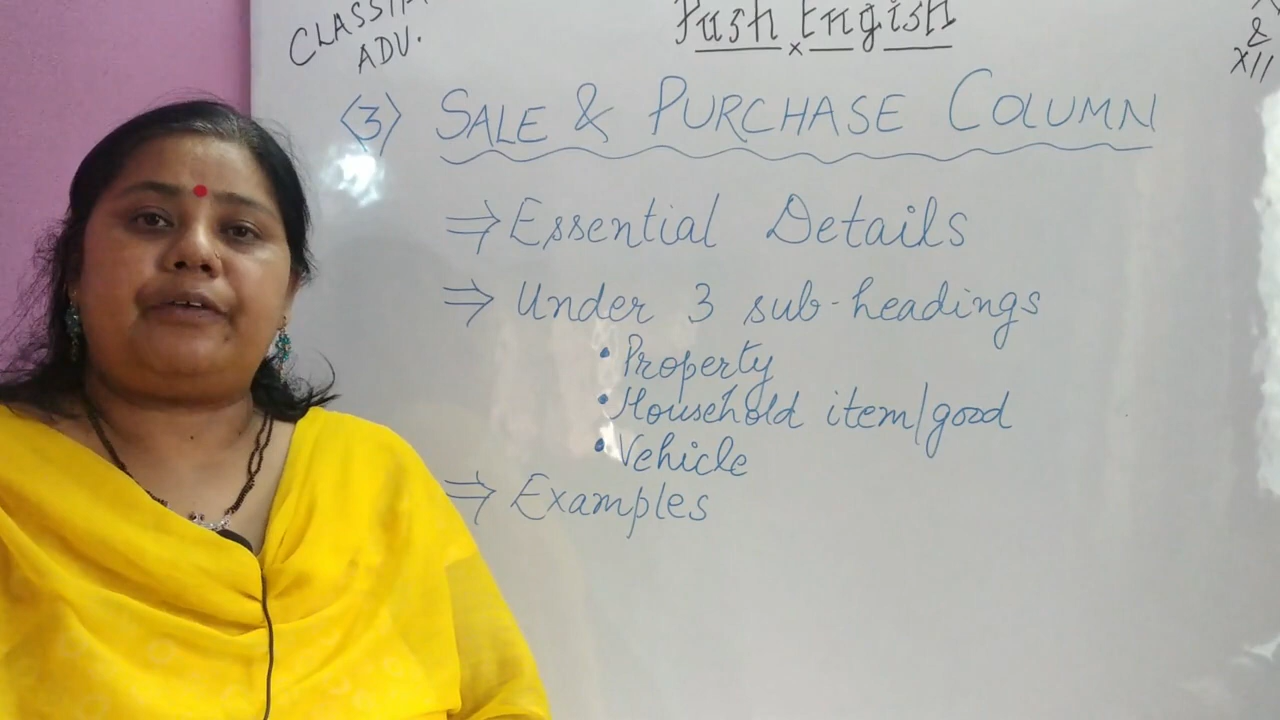 ADV.
Push English
&
XII
<3> SALE & PURCHASE COLUMN
⇒ Essential Details
⇒ Under 3 sub-headings
• Property
• Household item/good
• Vehicle
⇒ Examples